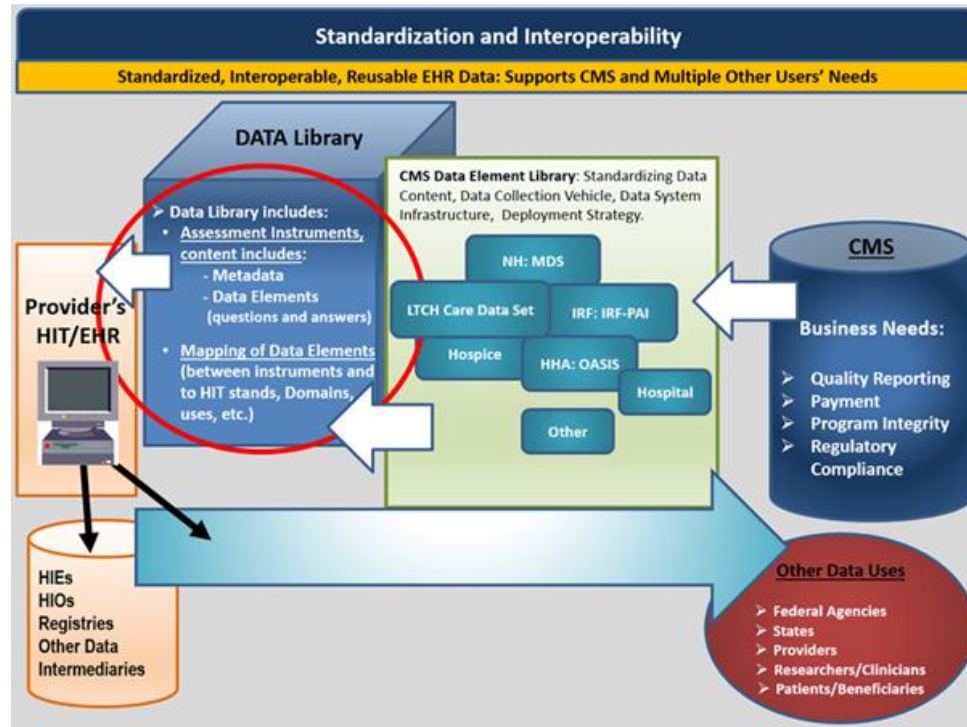 Standardization and Interoperability
Standardized, Interoperable, Reusable EHR Data: Supports CMS and Multiple Other Users' Needs
DATA Library
➢ Data Library includes:
• Assessment Instruments,
content includes:
- Metadata
- Data Elements
(questions and answers)
• Mapping of Data Elements
(between instruments and
to HIT stands, Domains,
uses, etc.)
Provider's
HIT/EHR
CMS Data Element Library: Standardizing Data
Content, Data Collection Vehicle, Data System
Infrastructure, Deployment Strategy.
NH: MDS
LTCH Care Data Set
IRF: IRF-PAI
Hospice
HHA: OASIS
Hospital
Other
CMS
Business Needs:
➢ Quality Reporting
➢ Payment
➢ Program Integrity
➢ Regulatory
Compliance
HIEs
HIOs
Registries
Other Data
Intermediaries
Other Data Uses
➢ Federal Agencies
➢ States
➢ Providers
➢ Researchers/Clinicians
➢ Patients/Beneficiaries